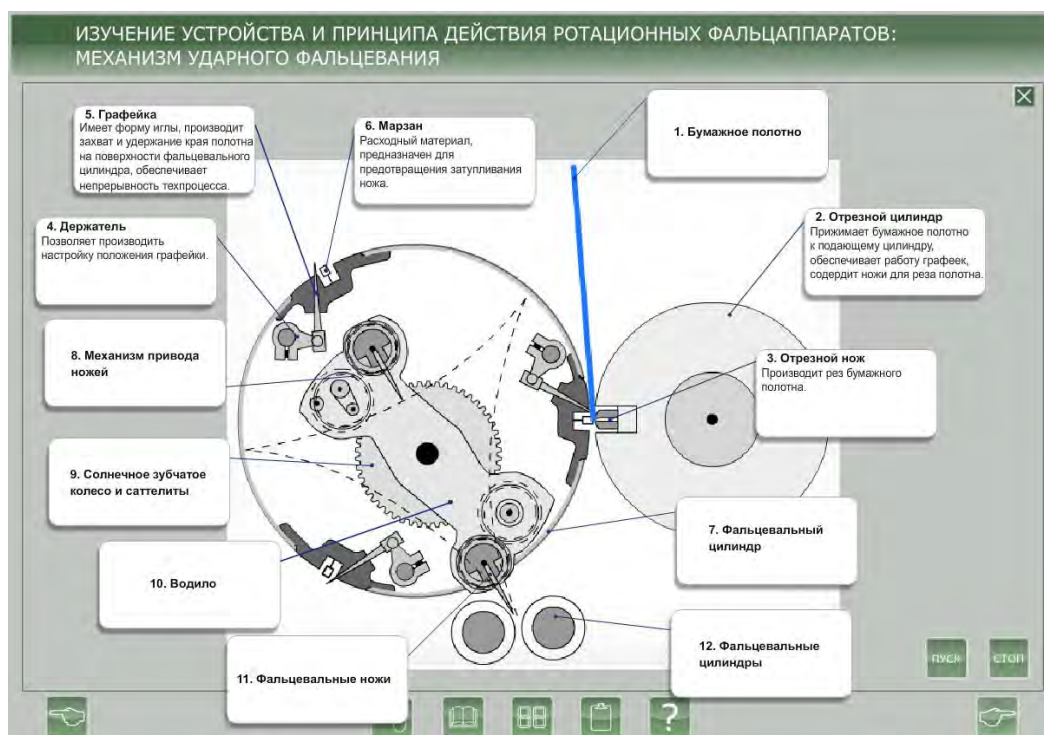 ИЗУЧЕНИЕ УСТРОЙСТВА И ПРИНЦИПА ДЕЙСТВИЯ РОТАЦИОННЫХ ФАЛЬЦАППАРАТОВ:
МЕХАНИЗМ УДАРНОГО ФАЛЬЦЕВАНИЯ
5. Графейка
Имеет форму иглы, производит
захват и удержание края полотна
на поверхности фальцевального
цилиндра, обеспечивает
непрерывность техпроцесса.
6. Марзан
Расходный материал,
предназначен для
предотвращения затупливания
ножа.
1. Бумажное полотно
4. Держатель
Позволяет производить
настройку положения графейки.
2. Отрезной цилиндр
Прижимает бумажное полотно
к подающему цилиндру,
обеспечивает работу графеек,
содердит ножи для реза полотна.
8. Механизм привода
ножей
3. Отрезной нож
Производит рез бумажного
полотна.
9. Солнечное зубчатое
колесо и саттелиты
7. Фальцевальный
цилиндр
10. Водило
12. Фальцевальные
цилиндры
11. Фальцевальные ножи
ПУСК
СТОП
?